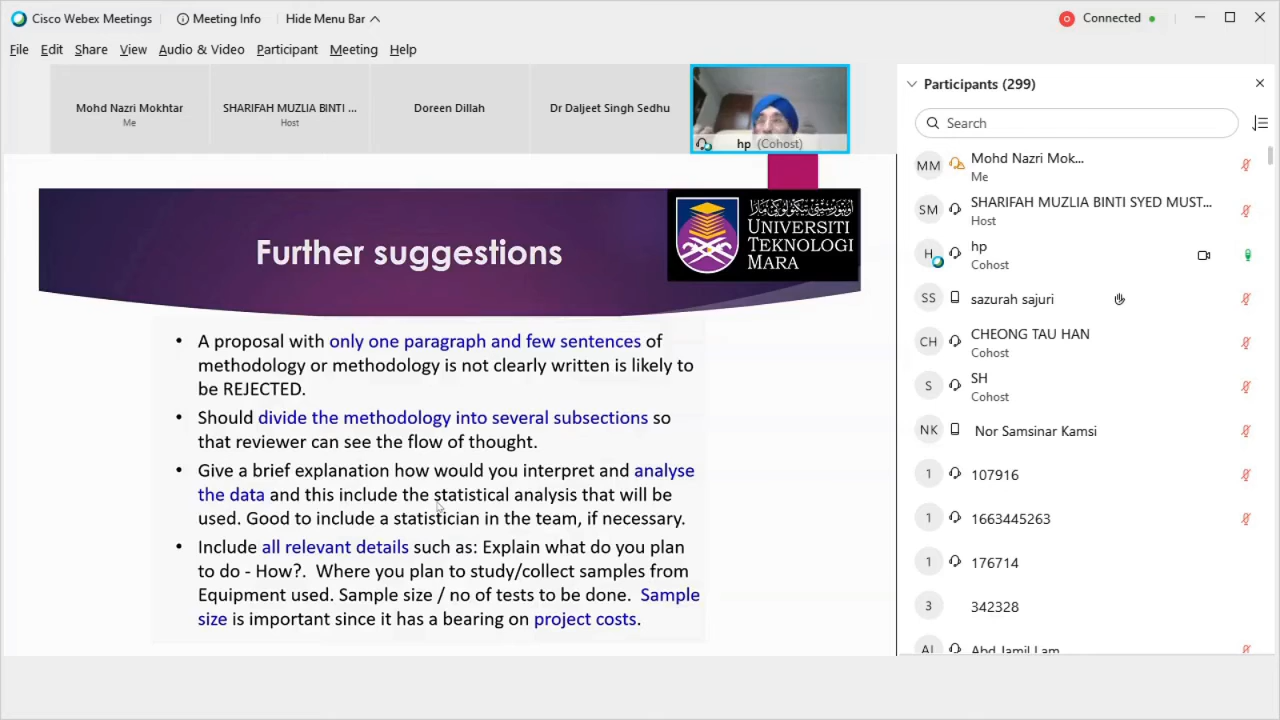 Cisco Webex Meetings
Meeting Info
Hide Menu Bar
Connected
File Edit Share View Audio & Video Participant Meeting Help
Mohd Nazri Mokhtar
Me
SHARIFAH MUZLIA BINTI ...
Host
Doreen Dillah
Dr Daljeet Singh Sedhu
hp (Cohost)
Further suggestions
UNIVERSITI
TEKNOLOGI
MARA
• A proposal with only one paragraph and few sentences of
methodology or methodology is not clearly written is likely to
be REJECTED.
• Should divide the methodology into several subsections so
that reviewer can see the flow of thought.
• Give a brief explanation how would you interpret and analyse
the data and this include the statistical analysis that will be
used. Good to include a statistician in the team, if necessary.
• Include all relevant details such as: Explain what do you plan
to do - How?. Where you plan to study/collect samples from
Equipment used. Sample size / no of tests to be done. Sample
size is important since it has a bearing on project costs.
Participants (299)
Search
MM Mohd Nazri Mok...
Me
SM SHARIFAH MUZLIA BINTI SYED MUST...
Host
H hp
Cohost
SS sazurah sajuri
CH CHEONG TAU HAN
Cohost
S SH
Cohost
NK Nor Samsinar Kamsi
1 107916
1 1663445263
1 176714
3 342328
AL Abd Jamil Lam